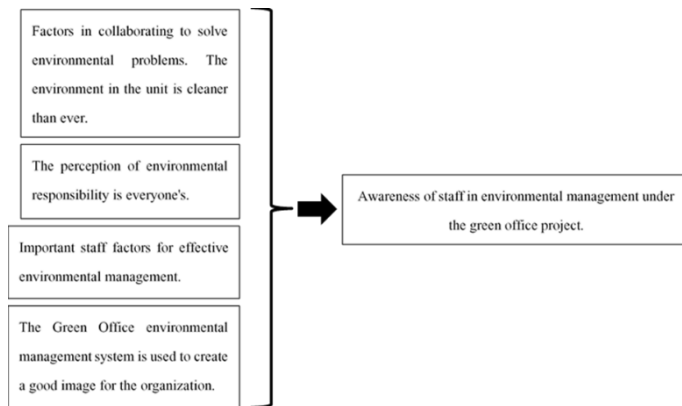 Factors in collaborating to solve
environmental problems. The
environment in the unit is cleaner
than ever.
The perception of environmental
responsibility is everyone's.
Important staff factors for effective
environmental management.
The Green Office environmental
management system is used to create
a good image for the organization.
Awareness of staff in environmental management under
the green office project.